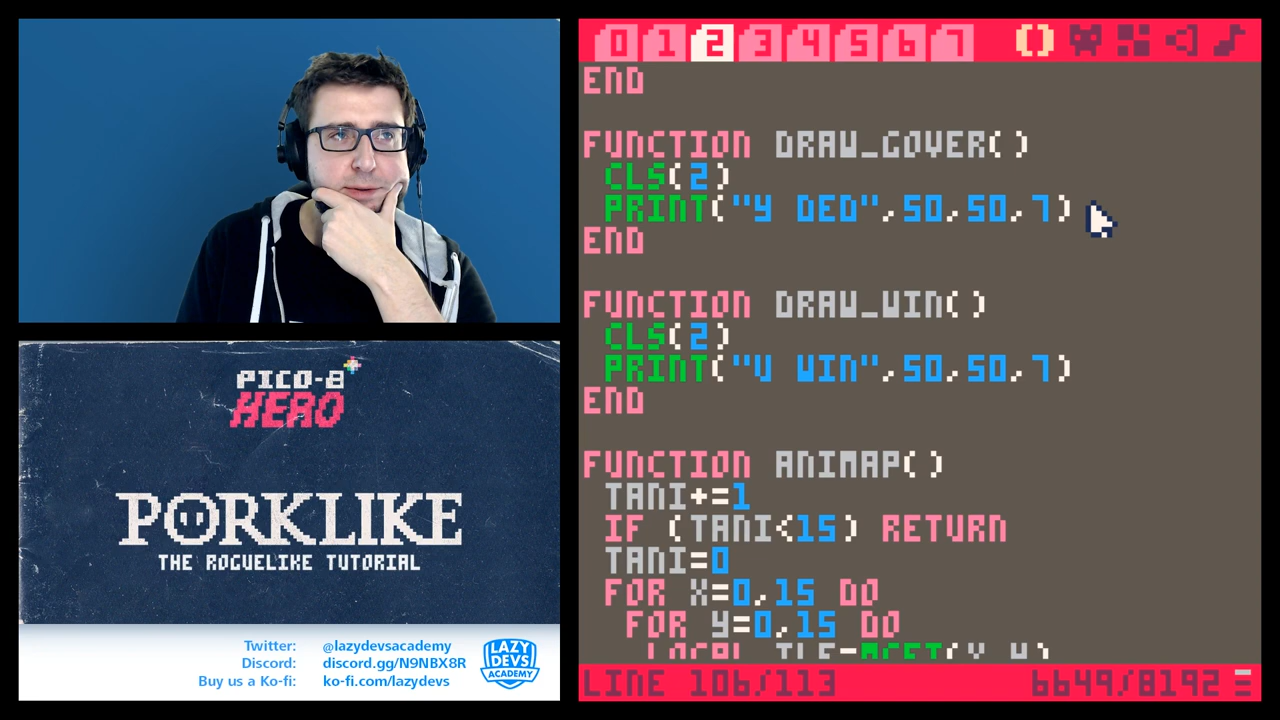 PICO-8
HERO
PORKLIKE
THE ROGUELIKE TUTORIAL
Twitter: @lazydevsacademy
Discord: discord.gg/N9NBX8R
Buy us a Ko-fi: ko-fi.com/lazydevs
LAZY
DEVS
ACADEMY
0 1 2 3 4 5 6 7 ()
END
FUNCTION DRAW_GOVER()
CLS(2)
PRINT("Y DED",50,50,7)
END
FUNCTION DRAW_WIN()
CLS(2)
PRINT("U WIN",50,50,7)
END
FUNCTION ANIMAP()
TANI+=1
IF (TANI<15) RETURN
TANI=0
FOR X=0,15 DO
FOR Y=0,15 DO
LINE 106/113 6649/8192